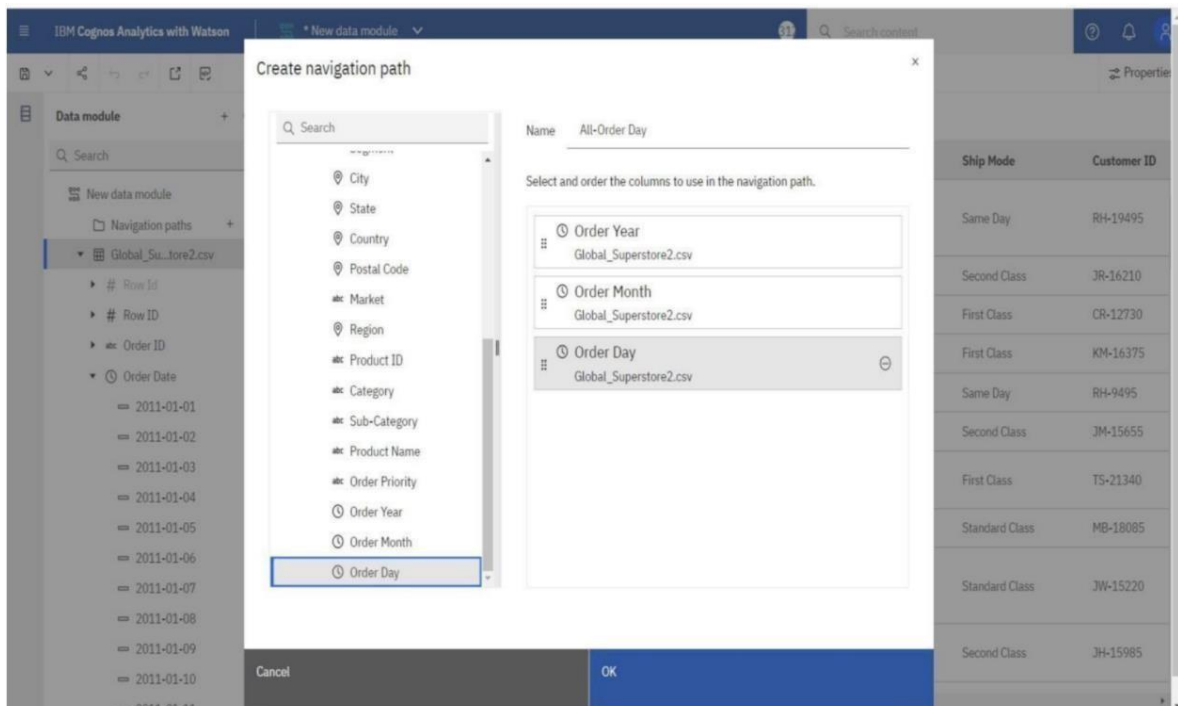 IBM Cognos Analytics with Watson
* New data module
Search content
Propertie
Data module
+
Search
New data module
Navigation paths +
Global_Su...tore2.csv
# Row Id
# Row ID
abc Order ID
Order Date
2011-01-01
2011-01-02
2011-01-03
2011-01-04
2011-01-05
2011-01-06
2011-01-07
2011-01-08
2011-01-09
2011-01-10
Create navigation path
x
Search
City
State
Country
Postal Code
abc Market
Region
abc Product ID
abc Category
abc Sub-Category
abc Product Name
abc Order Priority
Order Year
Order Month
Order Day
Name All-Order Day
Select and order the columns to use in the navigation path.
Order Year
Global_Superstore2.csv
Order Month
Global_Superstore2.csv
Order Day
Global_Superstore2.csv
Cancel
OK
Ship Mode Customer ID
Same Day RH-19495
Second Class JR-16210
First Class CR-12730
First Class KM-16375
Same Day RH-9495
Second Class JM-15655
First Class TS-21340
Standard Class MB-18085
Standard Class JW-15220
Second Class JH-15985